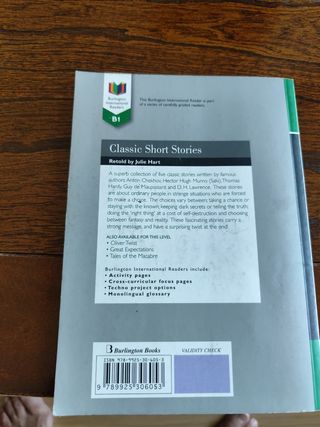 Burlington
International
Readers
B1
This Burlington International Reader is part
of a series of carefully graded readers.
Classic Short Stories
Retold by Julie Hart
A superb collection of five classic stories written by famous
authors Anton Chekhov, Hector Hugh Munro (Saki), Thomas
Hardy, Guy de Maupassant and D.H. Lawrence. These stories
are about ordinary people in strange situations who are forced
to make a choice. The choices vary between taking a chance or
staying with the known; keeping dark secrets or telling the truth;
doing the 'right thing' at a cost of self-destruction and choosing
between fantasy and reality. These fascinating stories carry a
strong message, and have a surprising twist at the end!
ALSO AVAILABLE FOR THIS LEVEL
• Oliver Twist
• Great Expectations
• Tales of the Macabre
Burlington International Readers include:
• Activity pages
• Cross-curricular focus pages
• Techno project options
• Monolingual glossary
Burlington Books
VALIDITY CHECK
ISBN 978-9925-30-605-3
9 789925 306053